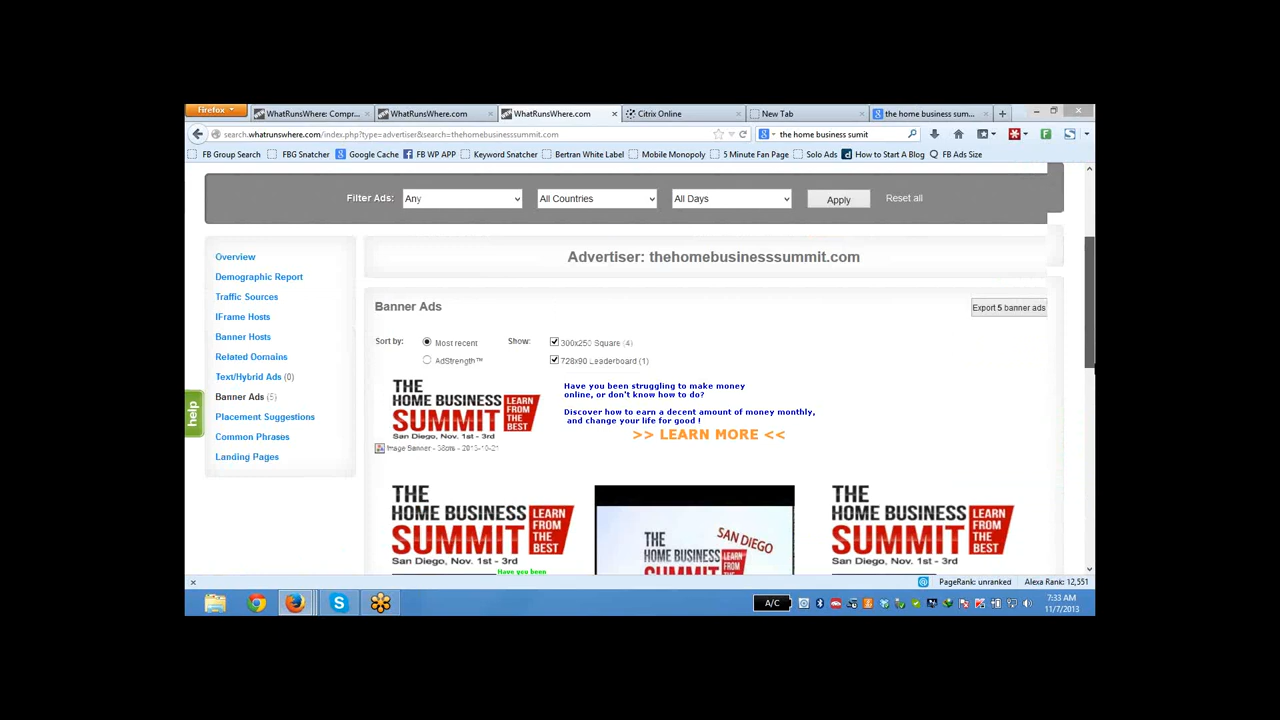 Firefox
WhatRunsWhere: Compr...
WhatRunsWhere.com
WhatRunsWhere.com
Citrix Online
New Tab
the home business sum...
search.whatrunswhere.com/index.php?type=advertiser&search=thehomebusinesssummit.com
the home business sumit
FB Group Search
FBG Snatcher
Google Cache
FB WP APP
Keyword Snatcher
Bertran White Label
Mobile Monopoly
5 Minute Fan Page
Solo Ads
How to Start A Blog
FB Ads Size
Filter Ads: Any All Countries All Days Apply Reset all
Overview
Demographic Report
Traffic Sources
IFrame Hosts
Banner Hosts
Related Domains
Text/Hybrid Ads (0)
Banner Ads (5)
Placement Suggestions
Common Phrases
Landing Pages
help
Advertiser: thehomebusinesssummit.com
Banner Ads
Export 5 banner ads
Sort by: Most recent Show: 300x250 Square (4)
AdStrength™ 728x90 Leaderboard (1)
THE
HOME BUSINESS
SUMMIT
LEARN
FROM
THE
BEST
San Diego, Nov. 1st - 3rd
Have you been struggling to make money
online, or don't know how to do?
Discover how to earn a decent amount of money monthly,
and change your life for good !
>> LEARN MORE <<
THE
HOME BUSINESS
SUMMIT
LEARN
FROM
THE
BEST
San Diego, Nov. 1st - 3rd
Have you been
THE
HOME BUSINESS
SUMMIT
LEARN
FROM
THE
SAN DIEGO
THE
HOME BUSINESS
SUMMIT
LEARN
FROM
THE
BEST
San Diego, Nov. 1st - 3rd
PageRank: unranked
Alexa Rank: 12,551
A/C
7:33 AM
11/7/2013